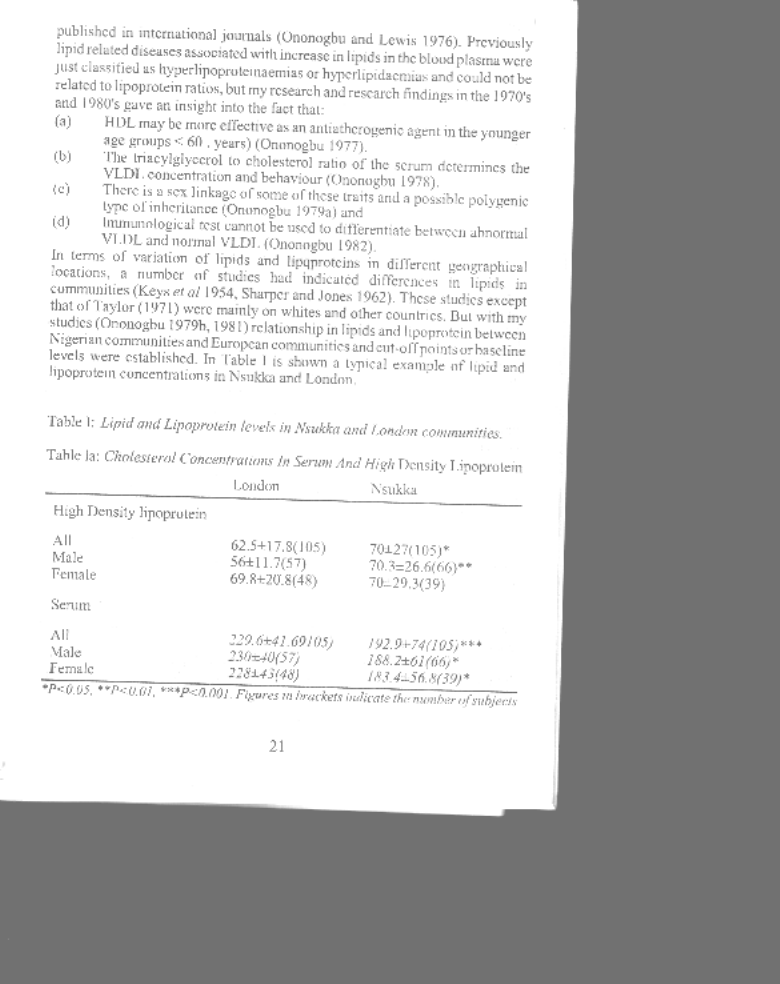 published in international journals (Ononogbu and Lewis 1976). Previously
lipid related diseases associated with increase in lipids in the blood plasma were
just classified as hyperlipoproteinaemias or hyperlipidaemias and could not be
related to lipoprotein ratios, but my research and research findings in the 1970's
and 1980's gave an insight into the fact that:
(a) HDL may be more effective as an antiatherogenic agent in the younger
age groups < 60 . years) (Ononogbu 1977).
(b) The triacylglycerol to cholesterol ratio of the serum determines the
VLDL concentration and behaviour (Ononogbu 1978).
(c) There is a sex linkage of some of these traits and a possible polygenic
type of inheritance (Ononogbu 1979a) and
(d) Immunological test cannot be used to differentiate between abnormal
VLDL and normal VLDL (Ononogbu 1982).
In terms of variation of lipids and lipqproteins in different geographical
locations, a number of studies had indicated differences in lipids in
communities (Keys et al 1954, Sharper and Jones 1962). These studies except
that of Taylor (1971) were mainly on whites and other countries. But with my
studies (Ononogbu 1979b, 1981) relationship in lipids and lipoprotein between
Nigerian communities and European communities and cut-off points or baseline
levels were established. In Table 1 is shown a typical example of lipid and
lipoprotein concentrations in Nsukka and London.
Table 1: Lipid and Lipoprotein levels in Nsukka and London communities.
Table 1a: Cholesterol Concentrations In Serum And High Density Lipoprotein
London Nsukka
High Density lipoprotein
All 62.5+17.8(105) 70±27(105)*
Male 56±11.7(57) 70.3=26.6(66)**
Female 69.8+20.8(48) 70=29.3(39)
Serum
All 229.6±41.69105) 192.9+74(105)***
Male 230±40(57) 188.2±61(66)*
Female 228±43(48) 183.4±56.8(39)*
*P<0.05, **P<0.01, ***P<0.001. Figures in brackets indicate the number of subjects
21